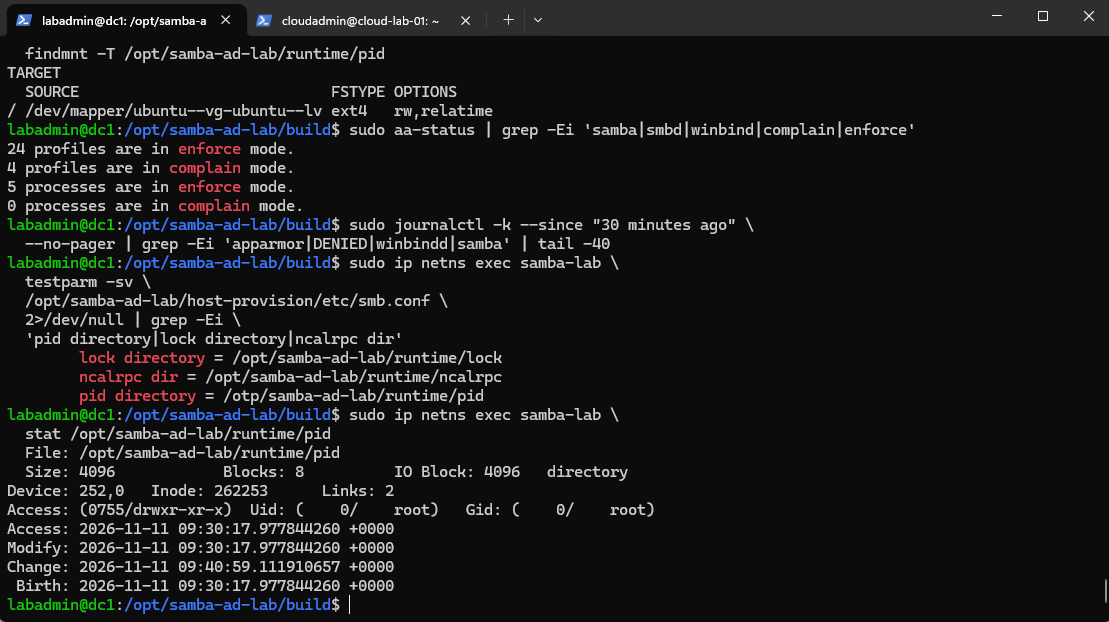 labadmin@dc1: /opt/samba-a
cloudadmin@cloud-lab-01: ~
  findmnt -T /opt/samba-ad-lab/runtime/pid
TARGET
  SOURCE                            FSTYPE OPTIONS
/ /dev/mapper/ubuntu--vg-ubuntu--lv ext4   rw,relatime
labadmin@dc1:/opt/samba-ad-lab/build$ sudo aa-status | grep -Ei 'samba|smbd|winbind|complain|enforce'
24 profiles are in enforce mode.
4 profiles are in complain mode.
5 processes are in enforce mode.
0 processes are in complain mode.
labadmin@dc1:/opt/samba-ad-lab/build$ sudo journalctl -k --since "30 minutes ago" \
  --no-pager | grep -Ei 'apparmor|DENIED|winbindd|samba' | tail -40
labadmin@dc1:/opt/samba-ad-lab/build$ sudo ip netns exec samba-lab \
  testparm -sv \
  /opt/samba-ad-lab/host-provision/etc/smb.conf \
  2>/dev/null | grep -Ei \
  'pid directory|lock directory|ncalrpc dir'
        lock directory = /opt/samba-ad-lab/runtime/lock
        ncalrpc dir = /opt/samba-ad-lab/runtime/ncalrpc
        pid directory = /otp/samba-ad-lab/runtime/pid
labadmin@dc1:/opt/samba-ad-lab/build$ sudo ip netns exec samba-lab \
  stat /opt/samba-ad-lab/runtime/pid
  File: /opt/samba-ad-lab/runtime/pid
  Size: 4096            Blocks: 8          IO Block: 4096   directory
Device: 252,0   Inode: 262253      Links: 2
Access: (0755/drwxr-xr-x)  Uid: (    0/    root)   Gid: (    0/    root)
Access: 2026-11-11 09:30:17.977844260 +0000
Modify: 2026-11-11 09:30:17.977844260 +0000
Change: 2026-11-11 09:40:59.111910657 +0000
 Birth: 2026-11-11 09:30:17.977844260 +0000
labadmin@dc1:/opt/samba-ad-lab/build$